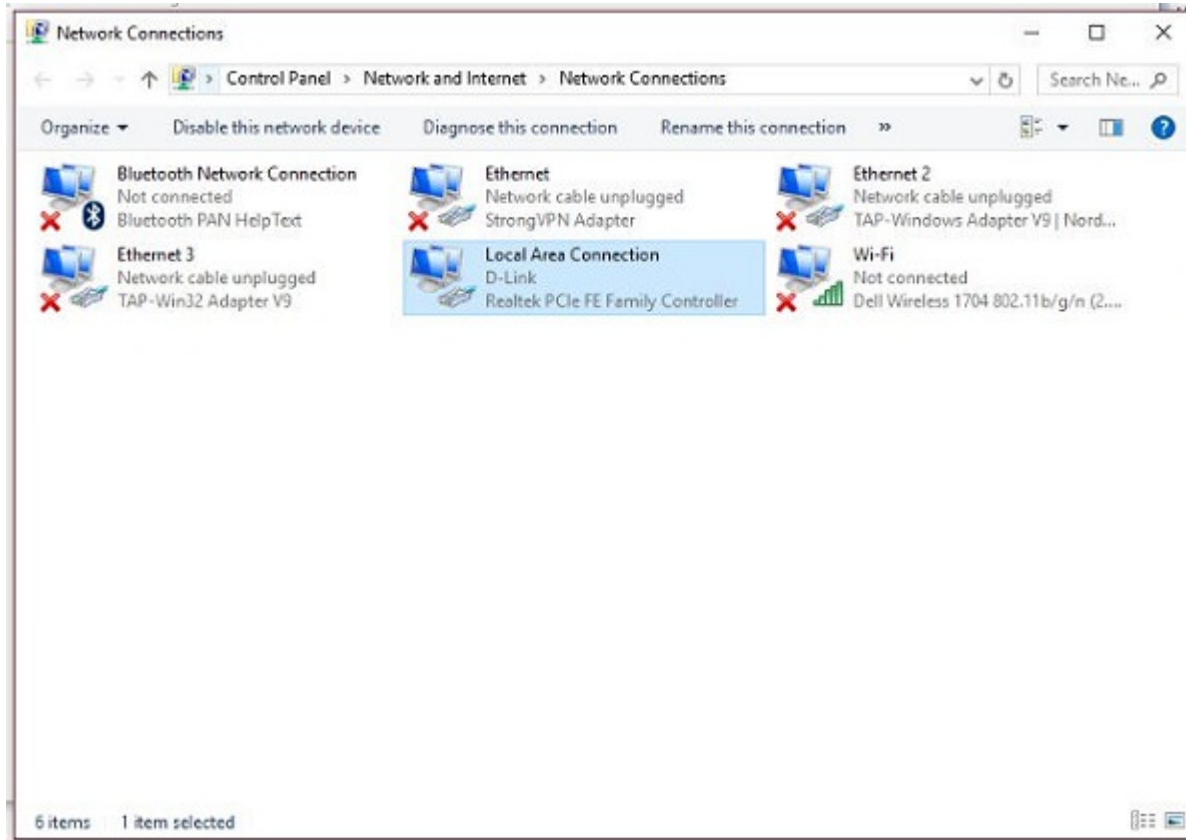 Network Connections
Control Panel > Network and Internet > Network Connections
Search Ne...
Organize Disable this network device Diagnose this connection Rename this connection »
Bluetooth Network Connection
Not connected
Bluetooth PAN HelpText
Ethernet
Network cable unplugged
StrongVPN Adapter
Ethernet 2
Network cable unplugged
TAP-Windows Adapter V9 | Nord...
Ethernet 3
Network cable unplugged
TAP-Win32 Adapter V9
Local Area Connection
D-Link
Realtek PCIe FE Family Controller
Wi-Fi
Not connected
Dell Wireless 1704 802.11b/g/n (2....
6 items 1 item selected